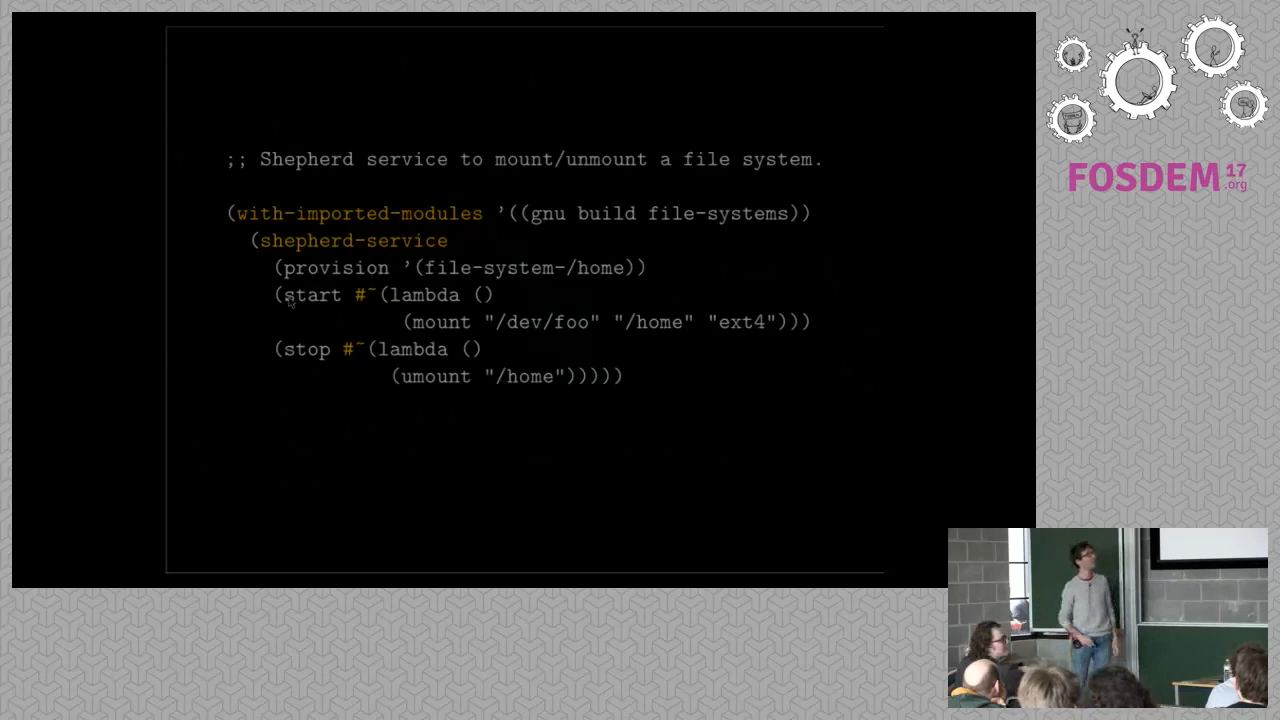 ;; Shepherd service to mount/unmount a file system.
(with-imported-modules '((gnu build file-systems))
(shepherd-service
(provision '(file-system-/home))
(start #~(lambda ()
(mount "/dev/foo" "/home" "ext4")))
(stop #~(lambda ()
(umount "/home")))))
FOSDEM 17
.org